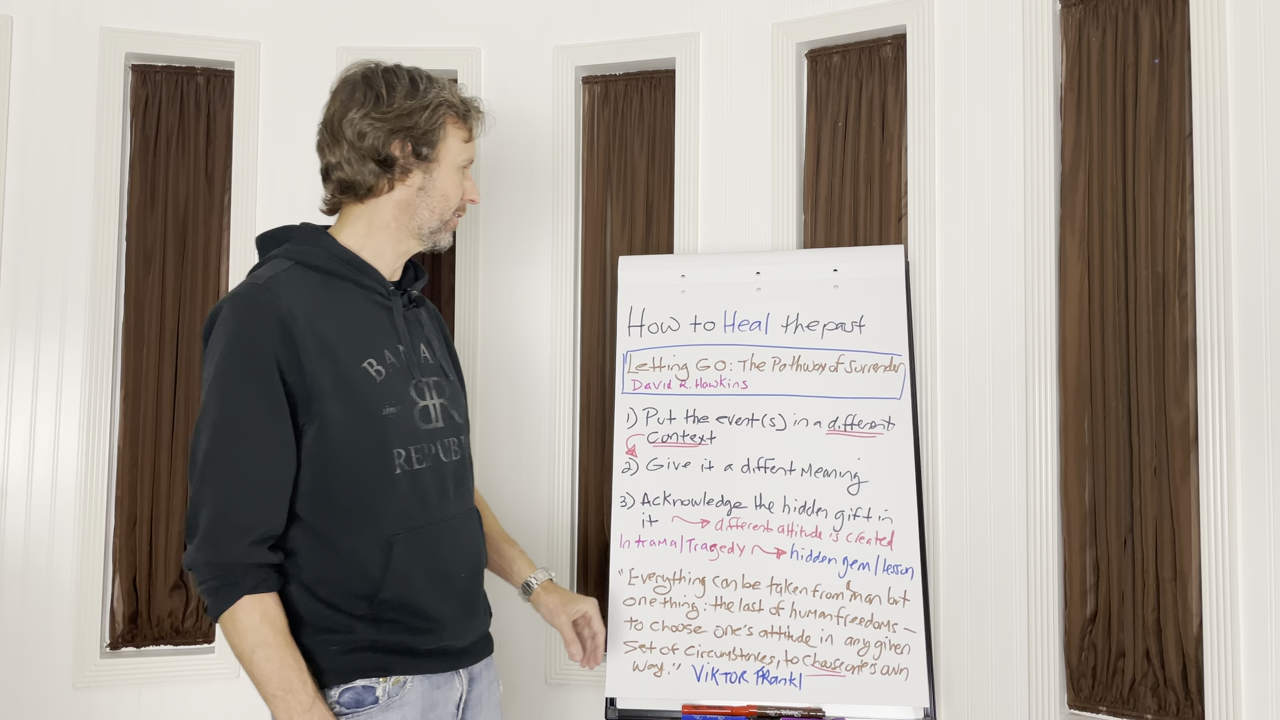 How to Heal the past
Letting GO: The Pathway of Surrender
David R. Hawkins
1) Put the event(s) in a different
Context
2) Give it a diffent Meaning
3) Acknowledge the hidden gift in
it → different attitude is created
In trama/Tragedy → hidden gem/lesson
"Everything can be taken from a man but
one thing: the last of human freedoms —
to choose one's attitude in any given
set of circumstances, to choose one's own
way." Viktor Frankl
BANA
BR
REPUBL